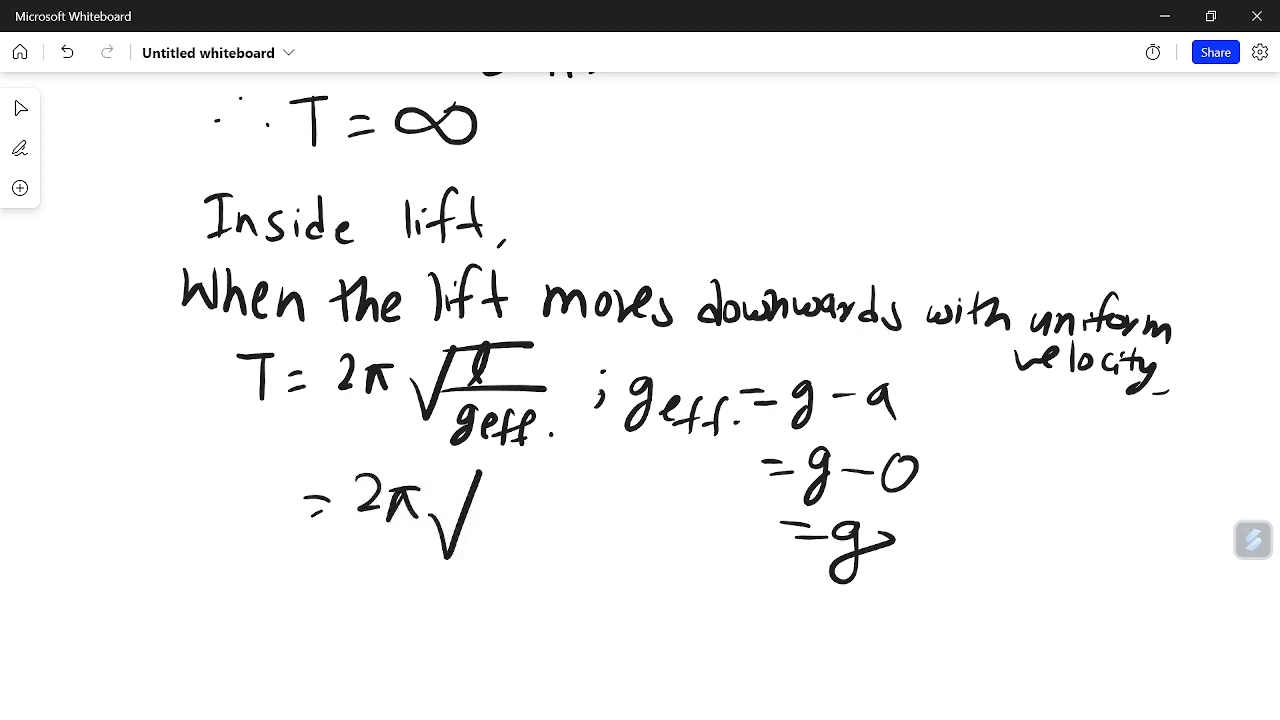 Microsoft Whiteboard
Untitled whiteboard
Share
∴ T = ∞
Inside lift,
When the lift moves downwards with uniform
velocity
T = 2π √(l/geff.) ; geff. = g - a
= g - 0
= 2π √
= g